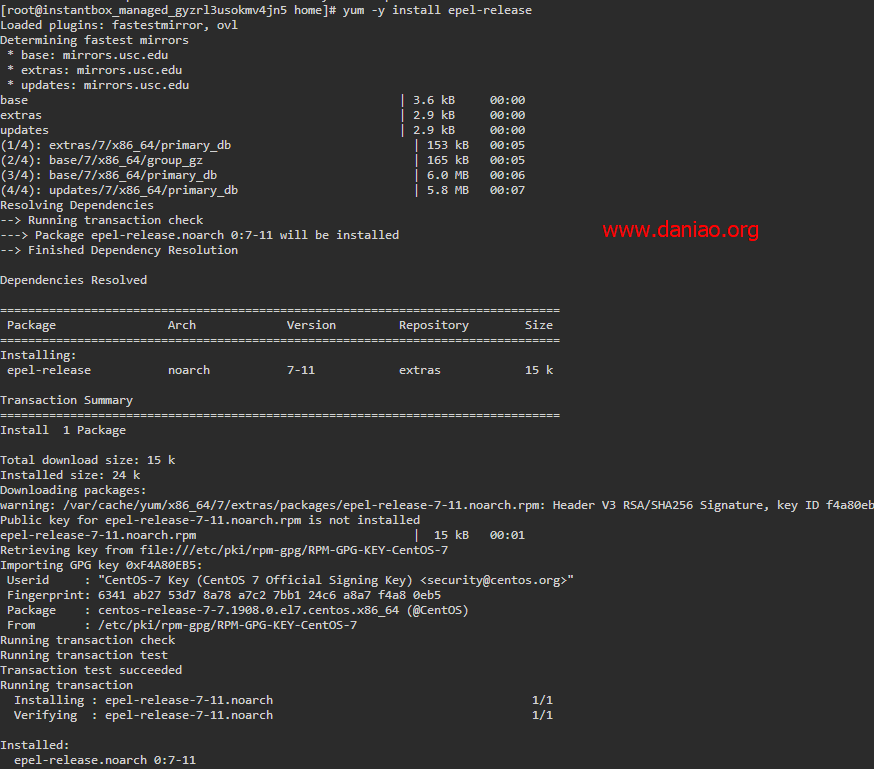 [root@instantbox_managed_gyzrl3usokmv4jn5 home]# yum -y install epel-release
Loaded plugins: fastestmirror, ovl
Determining fastest mirrors
 * base: mirrors.usc.edu
 * extras: mirrors.usc.edu
 * updates: mirrors.usc.edu
base                                                     | 3.6 kB     00:00
extras                                                   | 2.9 kB     00:00
updates                                                  | 2.9 kB     00:00
(1/4): extras/7/x86_64/primary_db                          | 153 kB   00:05
(2/4): base/7/x86_64/group_gz                              | 165 kB   00:05
(3/4): base/7/x86_64/primary_db                            | 6.0 MB   00:06
(4/4): updates/7/x86_64/primary_db                         | 5.8 MB   00:07
Resolving Dependencies
--> Running transaction check
---> Package epel-release.noarch 0:7-11 will be installed
www.daniao.org
--> Finished Dependency Resolution

Dependencies Resolved

================================================================================
 Package                Arch             Version         Repository        Size
================================================================================
Installing:
 epel-release           noarch           7-11            extras            15 k

Transaction Summary
================================================================================
Install  1 Package

Total download size: 15 k
Installed size: 24 k
Downloading packages:
warning: /var/cache/yum/x86_64/7/extras/packages/epel-release-7-11.noarch.rpm: Header V3 RSA/SHA256 Signature, key ID f4a80eb
Public key for epel-release-7-11.noarch.rpm is not installed
epel-release-7-11.noarch.rpm                               |  15 kB   00:01
Retrieving key from file:///etc/pki/rpm-gpg/RPM-GPG-KEY-CentOS-7
Importing GPG key 0xF4A80EB5:
 Userid     : "CentOS-7 Key (CentOS 7 Official Signing Key) <security@centos.org>"
 Fingerprint: 6341 ab27 53d7 8a78 a7c2 7bb1 24c6 a8a7 f4a8 0eb5
 Package    : centos-release-7-7.1908.0.el7.centos.x86_64 (@CentOS)
 From       : /etc/pki/rpm-gpg/RPM-GPG-KEY-CentOS-7
Running transaction check
Running transaction test
Transaction test succeeded
Running transaction
  Installing : epel-release-7-11.noarch                                     1/1
  Verifying  : epel-release-7-11.noarch                                     1/1

Installed:
  epel-release.noarch 0:7-11